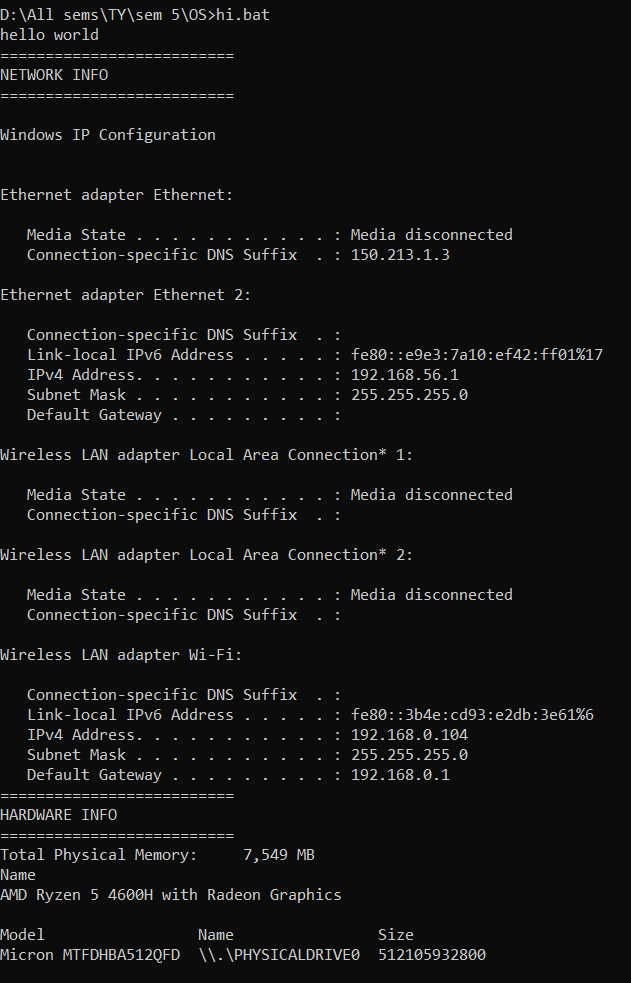 D:\All sems\TY\sem 5\OS>hi.bat
hello world
==========================
NETWORK INFO
==========================
Windows IP Configuration
Ethernet adapter Ethernet:
   Media State . . . . . . . . . . . : Media disconnected
   Connection-specific DNS Suffix  . : 150.213.1.3
Ethernet adapter Ethernet 2:
   Connection-specific DNS Suffix  . :
   Link-local IPv6 Address . . . . . : fe80::e9e3:7a10:ef42:ff01%17
   IPv4 Address. . . . . . . . . . . : 192.168.56.1
   Subnet Mask . . . . . . . . . . . : 255.255.255.0
   Default Gateway . . . . . . . . . :
Wireless LAN adapter Local Area Connection* 1:
   Media State . . . . . . . . . . . : Media disconnected
   Connection-specific DNS Suffix  . :
Wireless LAN adapter Local Area Connection* 2:
   Media State . . . . . . . . . . . : Media disconnected
   Connection-specific DNS Suffix  . :
Wireless LAN adapter Wi-Fi:
   Connection-specific DNS Suffix  . :
   Link-local IPv6 Address . . . . . : fe80::3b4e:cd93:e2db:3e61%6
   IPv4 Address. . . . . . . . . . . : 192.168.0.104
   Subnet Mask . . . . . . . . . . . : 255.255.255.0
   Default Gateway . . . . . . . . . : 192.168.0.1
==========================
HARDWARE INFO
==========================
Total Physical Memory:     7,549 MB
Name
AMD Ryzen 5 4600H with Radeon Graphics
Model                 Name                Size
Micron MTFDHBA512QFD  \\.\PHYSICALDRIVE0  512105932800